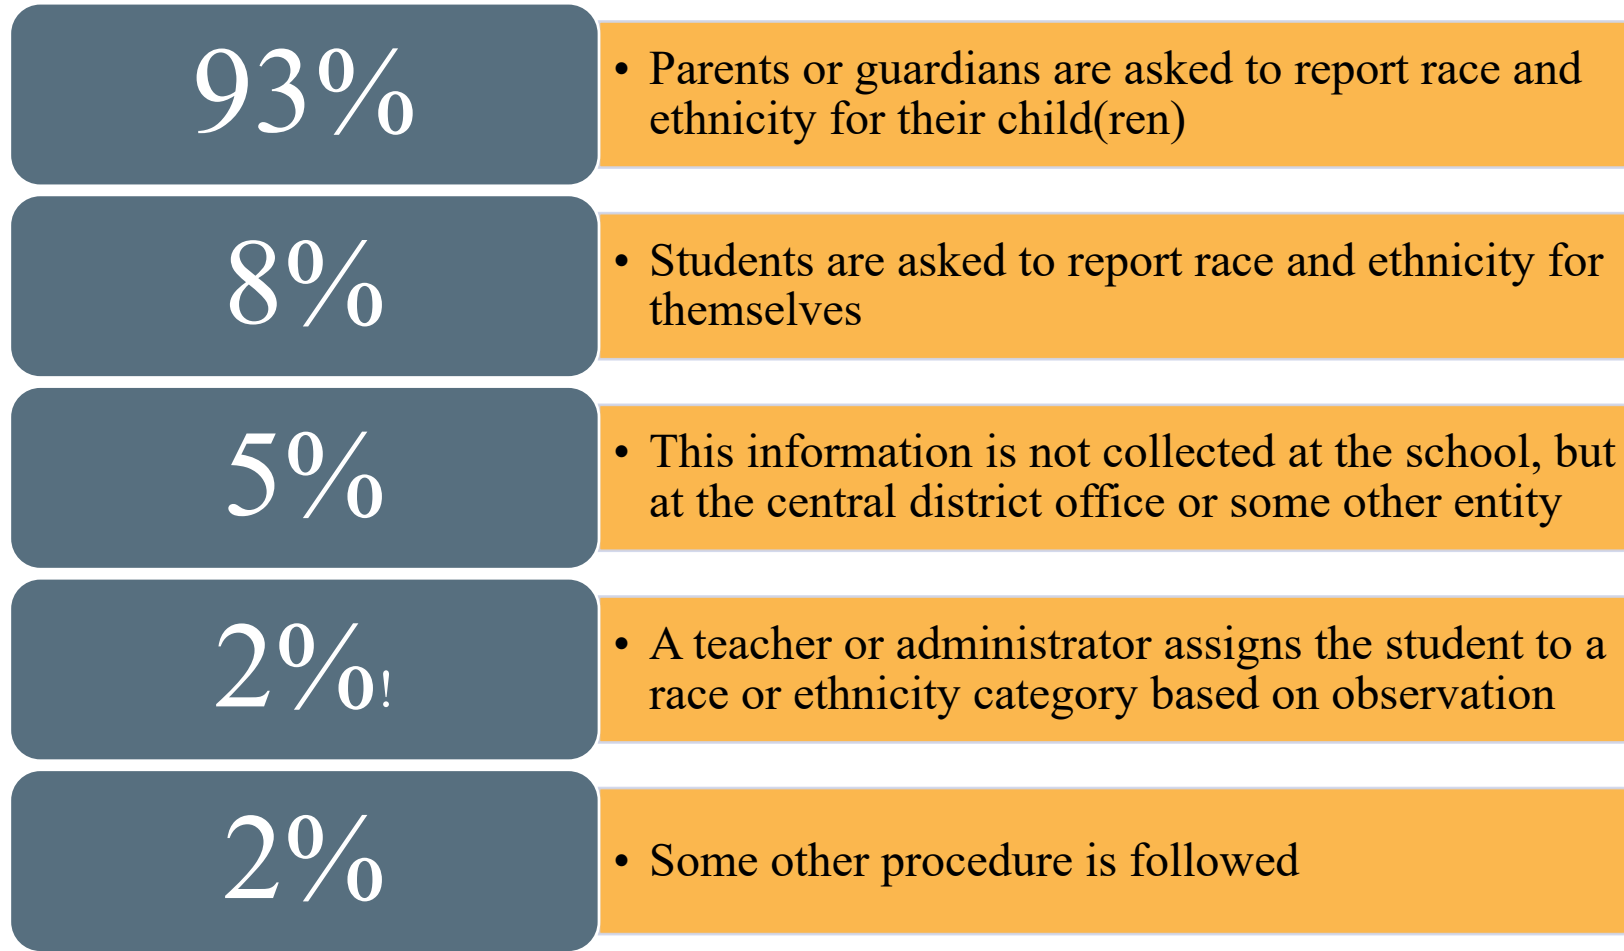 93%
• Parents or guardians are asked to report race and
ethnicity for their child(ren)
8%
• Students are asked to report race and ethnicity for
themselves
5%
• This information is not collected at the school, but
at the central district office or some other entity
2%!
• A teacher or administrator assigns the student to a
race or ethnicity category based on observation
2%
• Some other procedure is followed